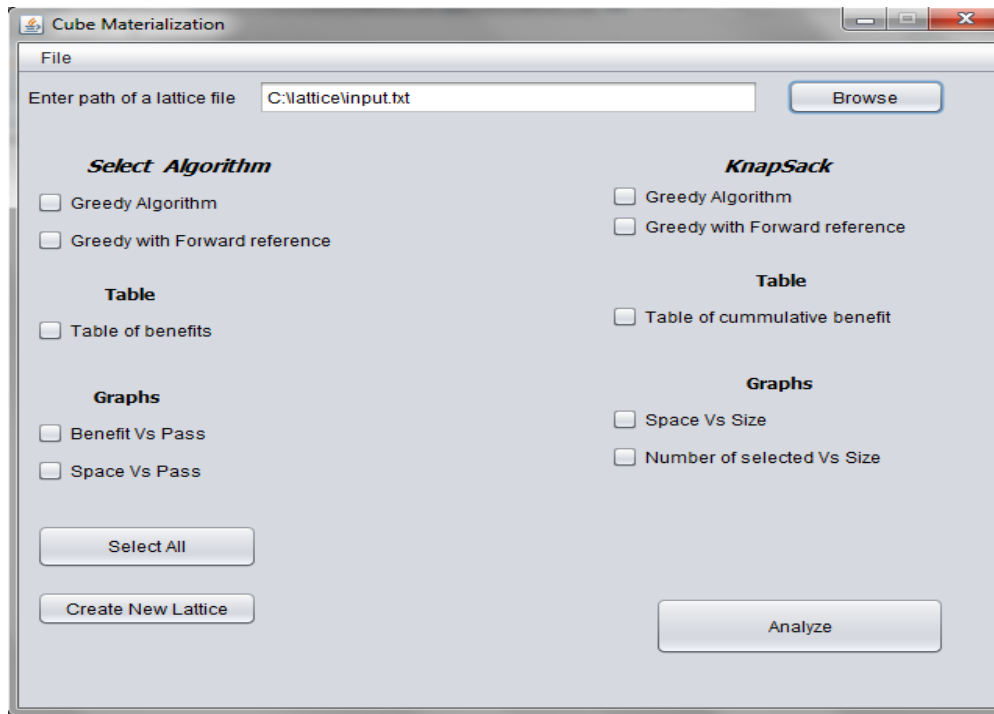 Cube Materialization
File
Enter path of a lattice file C:\lattice\input.txt Browse
Select Algorithm
Greedy Algorithm
Greedy with Forward reference
Table
Table of benefits
Graphs
Benefit Vs Pass
Space Vs Pass
Select All
Create New Lattice
KnapSack
Greedy Algorithm
Greedy with Forward reference
Table
Table of cummulative benefit
Graphs
Space Vs Size
Number of selected Vs Size
Analyze